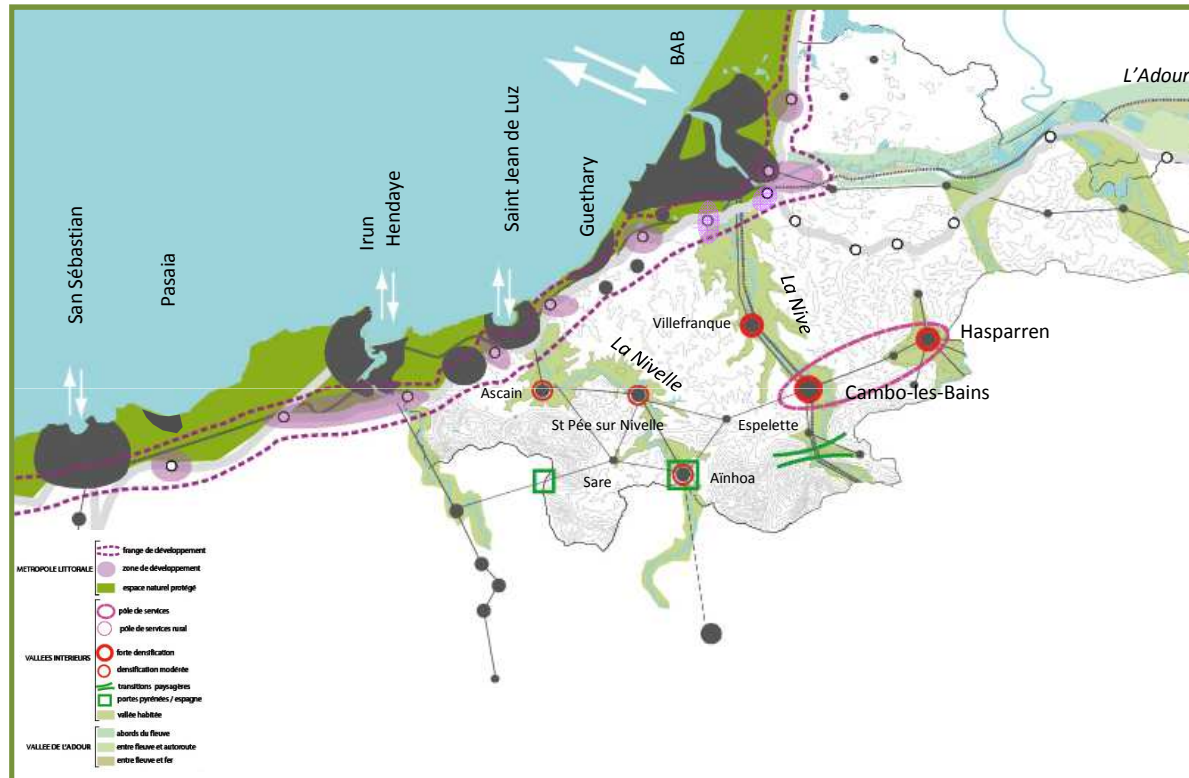 L'Adour
BAB
Saint Jean de Luz
Guethary
Irun
Hendaye
San Sébastian
Pasaia
La Nive
Villefranque
Hasparren
La Nivelle
Ascain
Cambo-les-Bains
St Pée sur Nivelle
Espelette
Sare
Aïnhoa
METROPOLE LITTORALE
frange de développement
zone de développement
espace naturel protégé
VALLEES INTERIEURS
pôle de services
pôle de services rural
forte densification
densification modérée
transitions paysagères
portes pyrénées / espagne
vallée habitée
VALLEE DE L'ADOUR
abords du fleuve
entre fleuve et autoroute
entre fleuve et fer